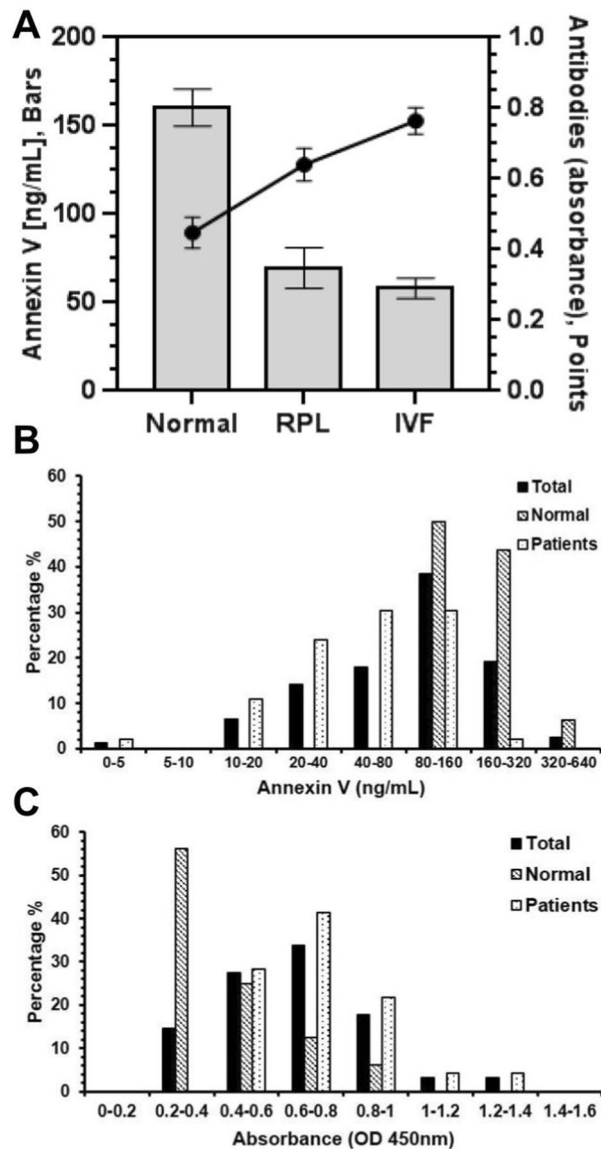 A
Annexin V [ng/mL], Bars
200
150
100
50
0
1.0
0.8
0.6
0.4
0.2
0.0
Antibodies (absorbance), Points
Normal RPL IVF
B
Percentage %
60
50
40
30
20
10
0
Total
Normal
Patients
0-5 5-10 10-20 20-40 40-80 80-160 160-320 320-640
Annexin V (ng/mL)
C
Percentage %
60
50
40
30
20
10
0
Total
Normal
Patients
0-0.2 0.2-0.4 0.4-0.6 0.6-0.8 0.8-1 1-1.2 1.2-1.4 1.4-1.6
Absorbance (OD 450nm)